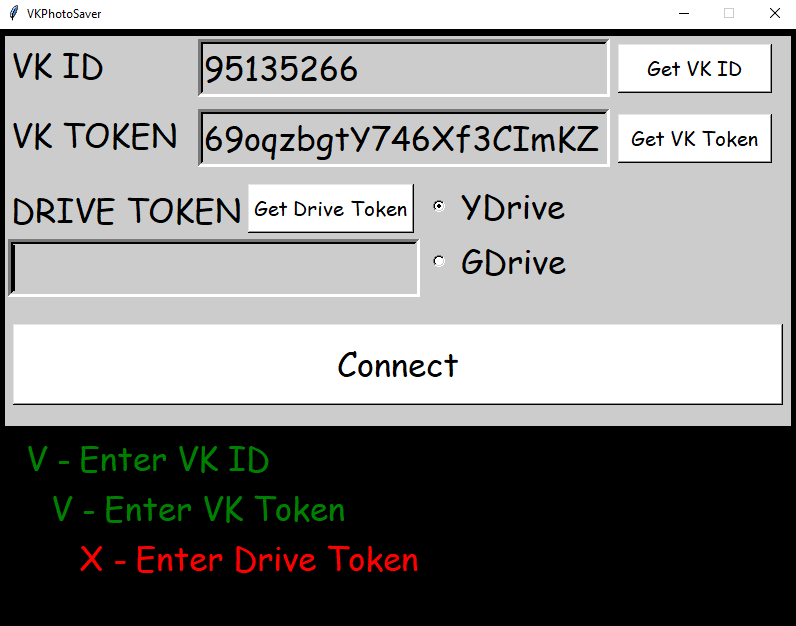 VKPhotoSaver
VK ID 95135266 Get VK ID
VK TOKEN 69oqzbgtY746Xf3CImKZ Get VK Token
DRIVE TOKEN Get Drive Token YDrive
GDrive
Connect
V - Enter VK ID
V - Enter VK Token
X - Enter Drive Token